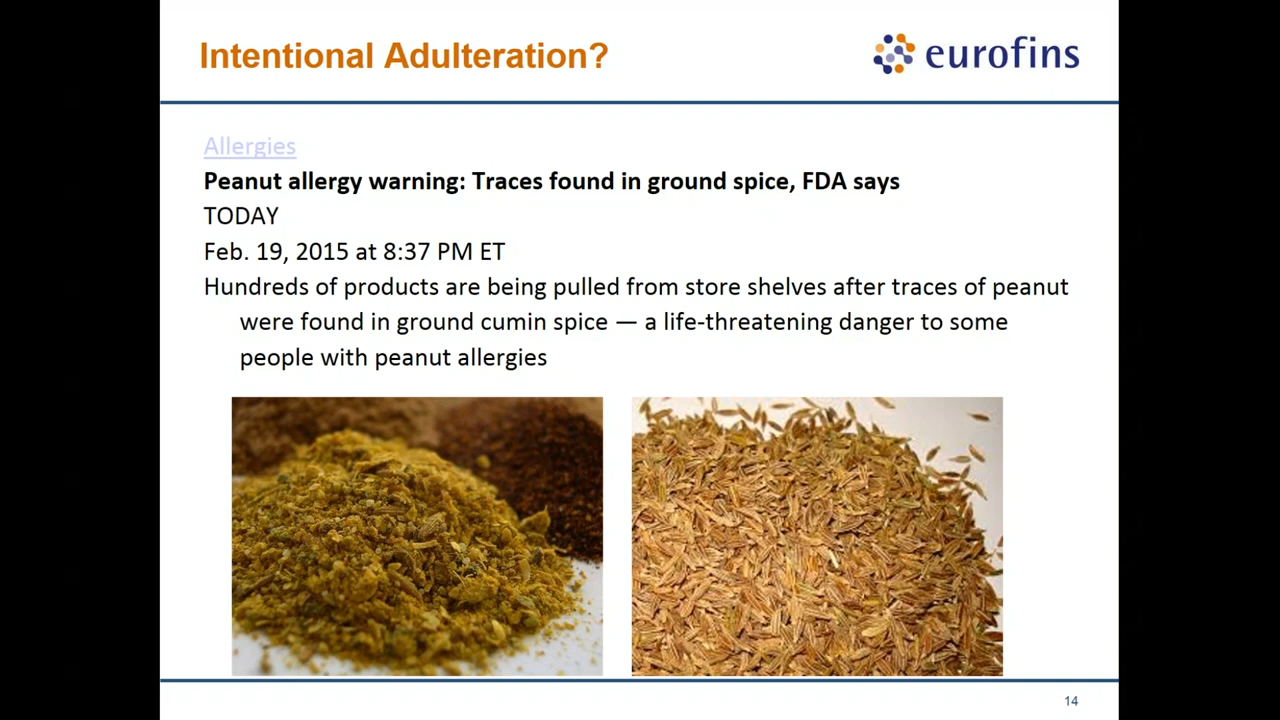 Intentional Adulteration?
eurofins
Allergies
Peanut allergy warning: Traces found in ground spice, FDA says
TODAY
Feb. 19, 2015 at 8:37 PM ET
Hundreds of products are being pulled from store shelves after traces of peanut
were found in ground cumin spice — a life-threatening danger to some
people with peanut allergies
14